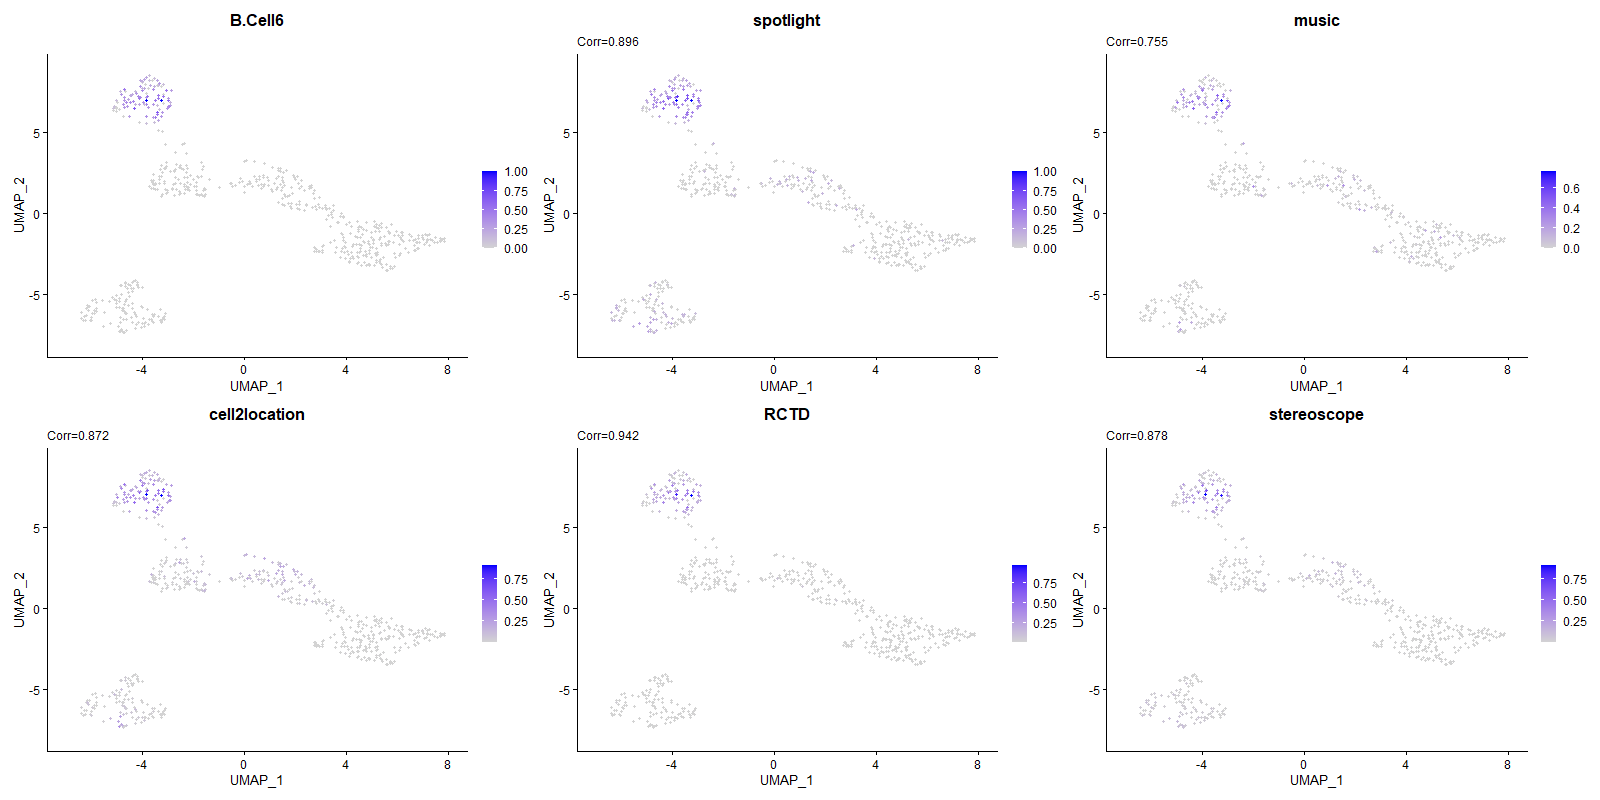 B.Cell6
UMAP_2
5
0
-5
-4
0
4
8
UMAP_1
1.00
0.75
0.50
0.25
0.00
spotlight
Corr=0.896
UMAP_2
5
0
-5
-4
0
4
8
UMAP_1
1.00
0.75
0.50
0.25
0.00
music
Corr=0.755
UMAP_2
5
0
-5
-4
0
4
8
UMAP_1
0.6
0.4
0.2
0.0
cell2location
Corr=0.872
UMAP_2
5
0
-5
-4
0
4
8
UMAP_1
0.75
0.50
0.25
RCTD
Corr=0.942
UMAP_2
5
0
-5
-4
0
4
8
UMAP_1
0.75
0.50
0.25
stereoscope
Corr=0.878
UMAP_2
5
0
-5
-4
0
4
8
UMAP_1
0.75
0.50
0.25